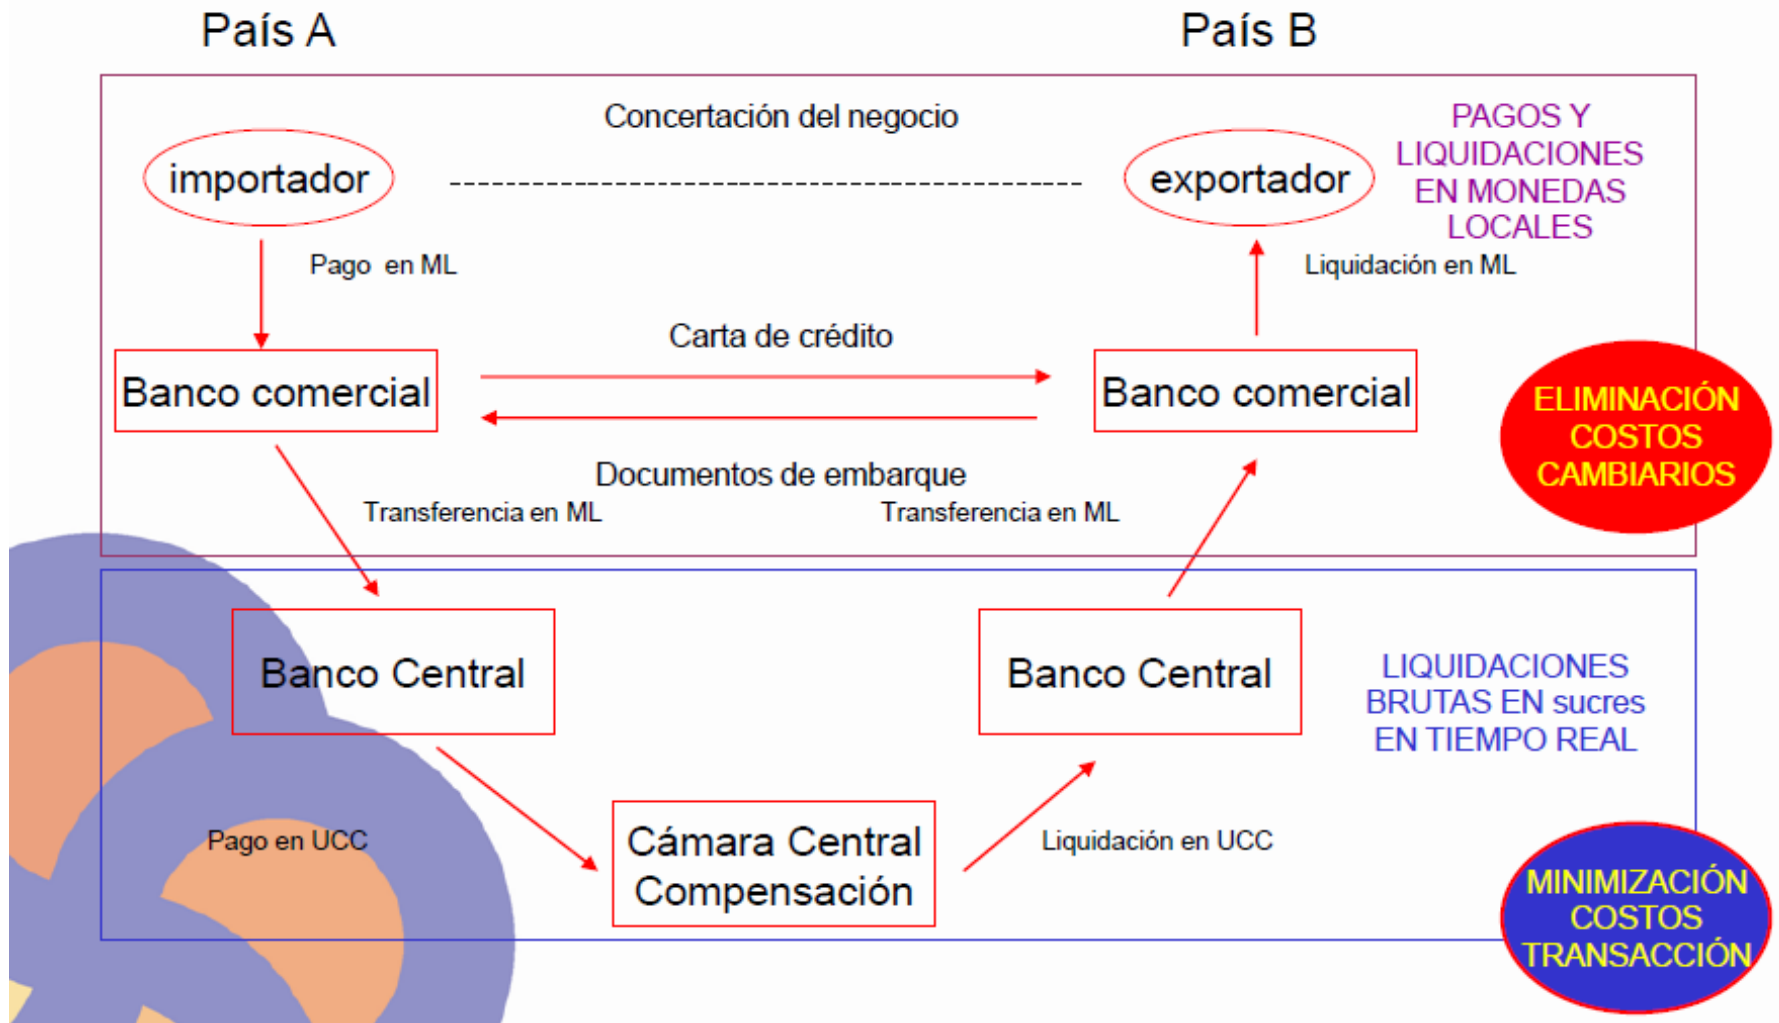 País A
País B
Concertación del negocio
importador
exportador
PAGOS Y
LIQUIDACIONES
EN MONEDAS
LOCALES
Pago en ML
Liquidación en ML
Carta de crédito
Banco comercial
Banco comercial
ELIMINACIÓN
COSTOS
CAMBIARIOS
Documentos de embarque
Transferencia en ML
Transferencia en ML
Banco Central
Banco Central
LIQUIDACIONES
BRUTAS EN sucres
EN TIEMPO REAL
Pago en UCC
Cámara Central
Compensación
Liquidación en UCC
MINIMIZACIÓN
COSTOS
TRANSACCIÓN